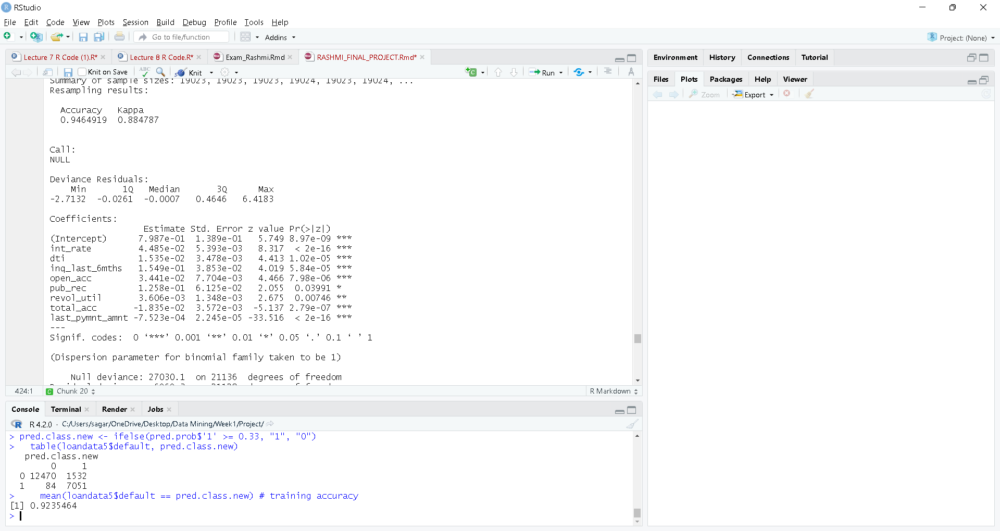 RStudio
File Edit Code View Plots Session Build Debug Profile Tools Help
Go to file/function Addins Project: (None)
Lecture 7 R Code (1).R* Lecture 8 R Code.R* Exam_Rashmi.Rmd RASHMI_FINAL_PROJECT.Rmd*
Knit on Save ABC Knit Run
Summary of sample sizes: 19023, 19023, 19023, 19024, 19023, 19024, ...
Resampling results:
Accuracy Kappa
0.9464919 0.884787
Call:
NULL
Deviance Residuals:
Min 1Q Median 3Q Max
-2.7132 -0.0261 -0.0007 0.4646 6.4183
Coefficients:
Estimate Std. Error z value Pr(>|z|)
(Intercept) 7.987e-01 1.389e-01 5.749 8.97e-09 ***
int_rate 4.485e-02 5.393e-03 8.317 < 2e-16 ***
dti 1.535e-02 3.478e-03 4.413 1.02e-05 ***
inq_last_6mths 1.549e-01 3.853e-02 4.019 5.84e-05 ***
open_acc 3.441e-02 7.704e-03 4.466 7.98e-06 ***
pub_rec 1.258e-01 6.125e-02 2.055 0.03991 *
revol_util 3.606e-03 1.348e-03 2.675 0.00746 **
total_acc -1.835e-02 3.572e-03 -5.137 2.79e-07 ***
last_pymnt_amnt -7.523e-04 2.245e-05 -33.516 < 2e-16 ***
---
Signif. codes: 0 ‘***’ 0.001 ‘**’ 0.01 ‘*’ 0.05 ‘.’ 0.1 ‘ ’ 1
(Dispersion parameter for binomial family taken to be 1)
Null deviance: 27030.1 on 21136 degrees of freedom
424:1 Chunk 20 R Markdown
Console Terminal Render Jobs
R 4.2.0 · C:/Users/sagar/OneDrive/Desktop/Data Mining/Week1/Project/
> pred.class.new <- ifelse(pred.prob$'1' >= 0.33, "1", "0")
> table(loandata5$default, pred.class.new)
pred.class.new
0 1
0 12470 1532
1 84 7051
> mean(loandata5$default == pred.class.new) # training accuracy
[1] 0.9235464
>
Environment History Connections Tutorial
Files Plots Packages Help Viewer
Zoom Export